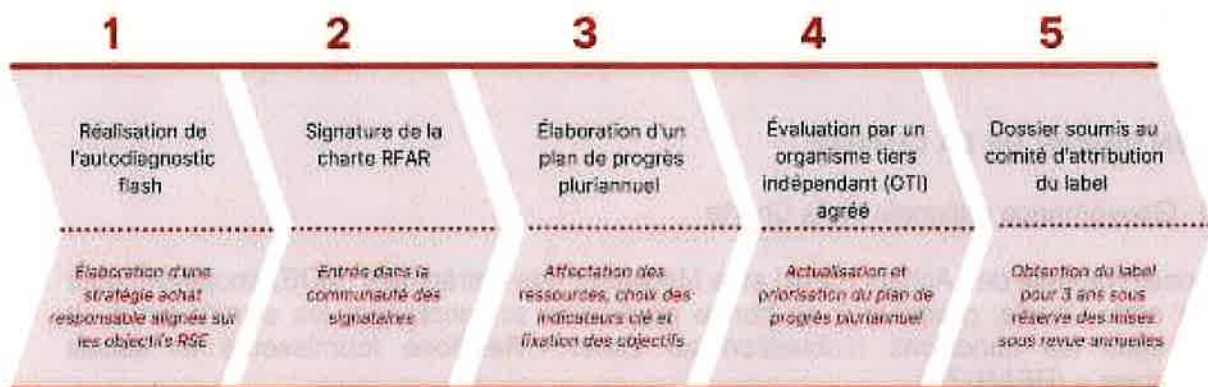 1
2
3
4
5
Réalisation de
l'autodiagnostic
flash
Signature de la
charte RFAR
Élaboration d'un
plan de progrès
pluriannuel
Évaluation par un
organisme tiers
indépendant (OTI)
agréé
Dossier soumis au
comité d'attribution
du label
Élaboration d'une
stratégie achat
responsable alignée sur
les objectifs RSE
Entrée dans la
communauté des
signataires
Affectation des
ressources, choix des
indicateurs clé et
fixation des objectifs
Actualisation et
priorisation du plan de
progrès pluriannuel
Obtention du label
pour 3 ans sous
réserve des mises
sous revue annuelles